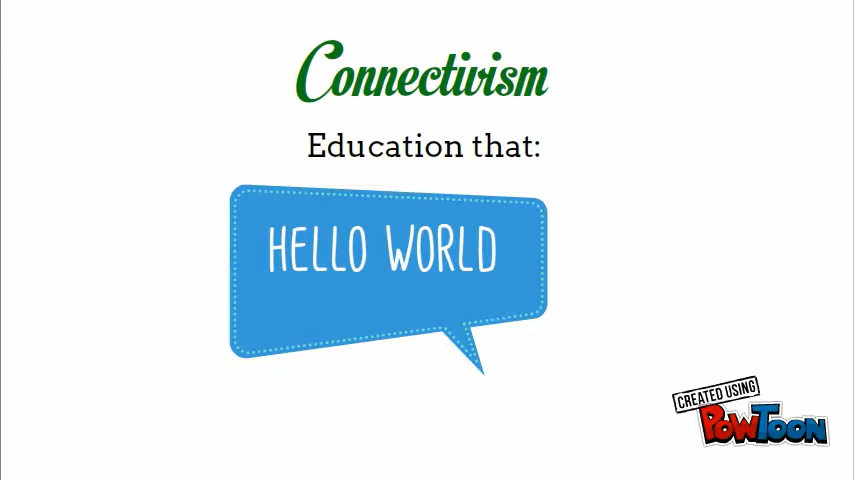 Connectivism
Education that:
HELLO WORLD
CREATED USING
POWTOON